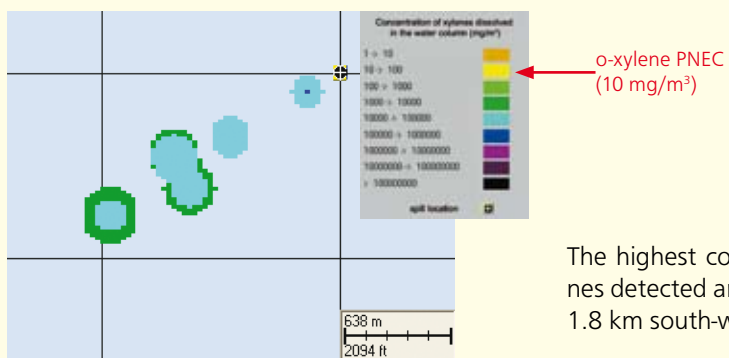 Concentration of xylenes dissolved
in the water column (mg/m³)
1 > 10
10 > 100
100 > 1000
1000 > 10000
10000 > 100000
100000 > 1000000
1000000 > 10000000
10000000 > 100000000
> 100000000
spill location
o-xylene PNEC
(10 mg/m³)
638 m
2094 ft
The highest co
nes detected a
1.8 km south-w